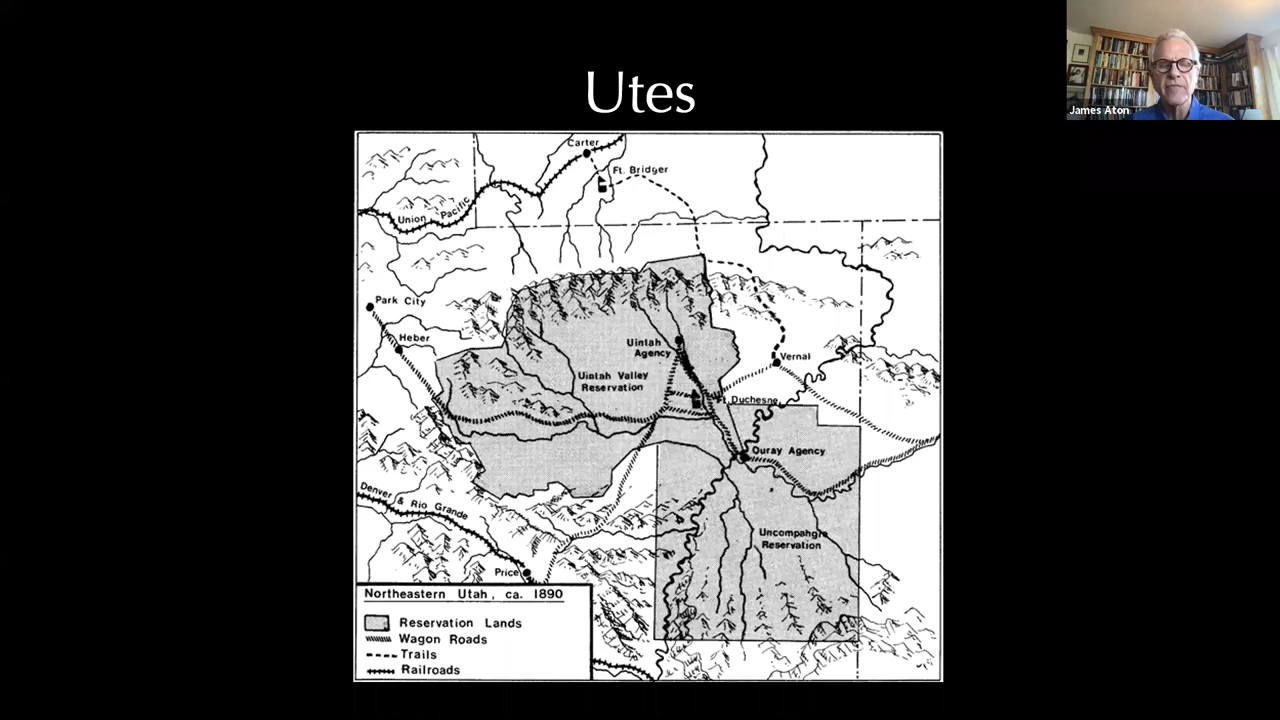 James Aton
Utes
Carter
Ft. Bridger
Union Pacific
Park City
Heber
Uintah
Agency
Vernal
Uintah Valley
Reservation
Ft. Duchesne
Ouray Agency
Denver & Rio Grande
Uncompahgre
Reservation
Price
Northeastern Utah, ca. 1890
Reservation Lands
Wagon Roads
Trails
Railroads